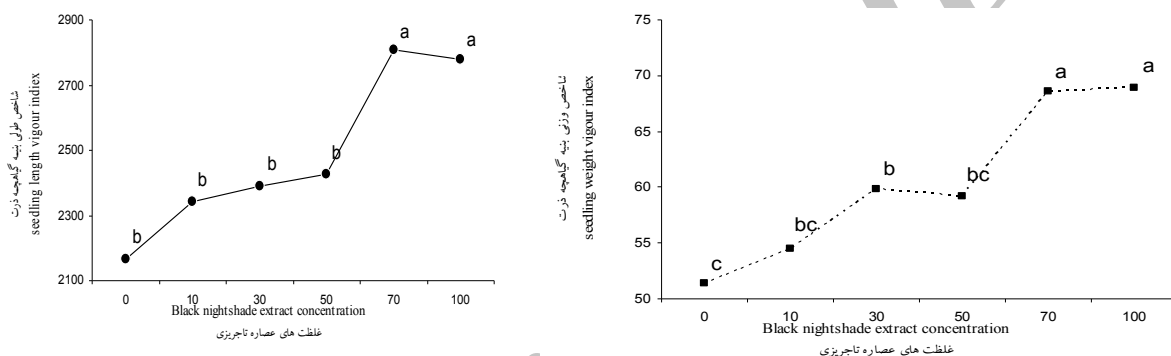 2900
2700
2500
2300
2100
شاخص طولی بنیه گیاهچه ذرت
seedling length vigour indiex
b
b
b
b
a
a
0 10 30 50 70 100
Black nightshade extract concentration
غلظت های عصاره تاجریزی
75
70
65
60
55
50
شاخص وزنی بنیه گیاهچه ذرت
seedling weight vigour index
c
bc
b
bc
a
a
0 10 30 50 70 100
Black nightshade extract concentration
غلظت های عصاره تاجریزی